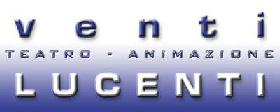 venti
TEATRO - ANIMAZIONE
LUCENTI